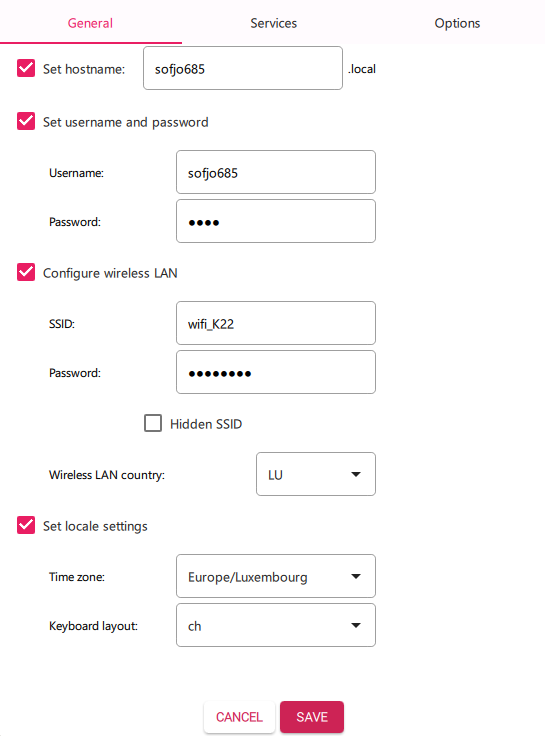 General Services Options
Set hostname: sofjo685 .local
Set username and password
Username: sofjo685
Password: ●●●●
Configure wireless LAN
SSID: wifi_K22
Password: ●●●●●●●●
Hidden SSID
Wireless LAN country: LU
Set locale settings
Time zone: Europe/Luxembourg
Keyboard layout: ch
CANCEL SAVE